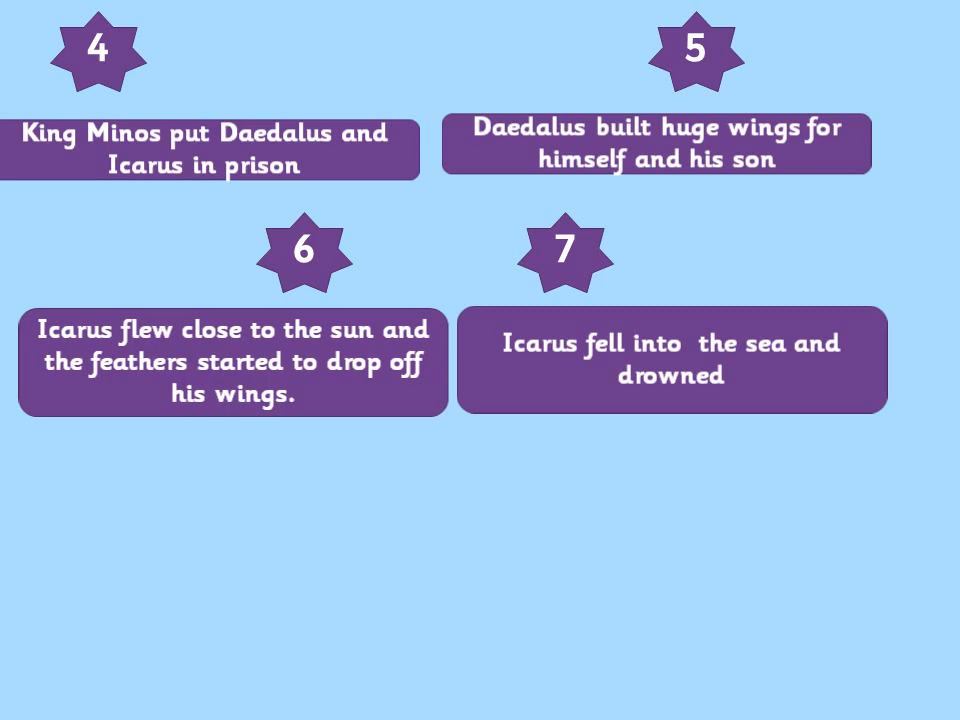 4
King Minos put Daedalus and
Icarus in prison
5
Daedalus built huge wings for
himself and his son
6
Icarus flew close to the sun and
the feathers started to drop off
his wings.
7
Icarus fell into  the sea and
drowned